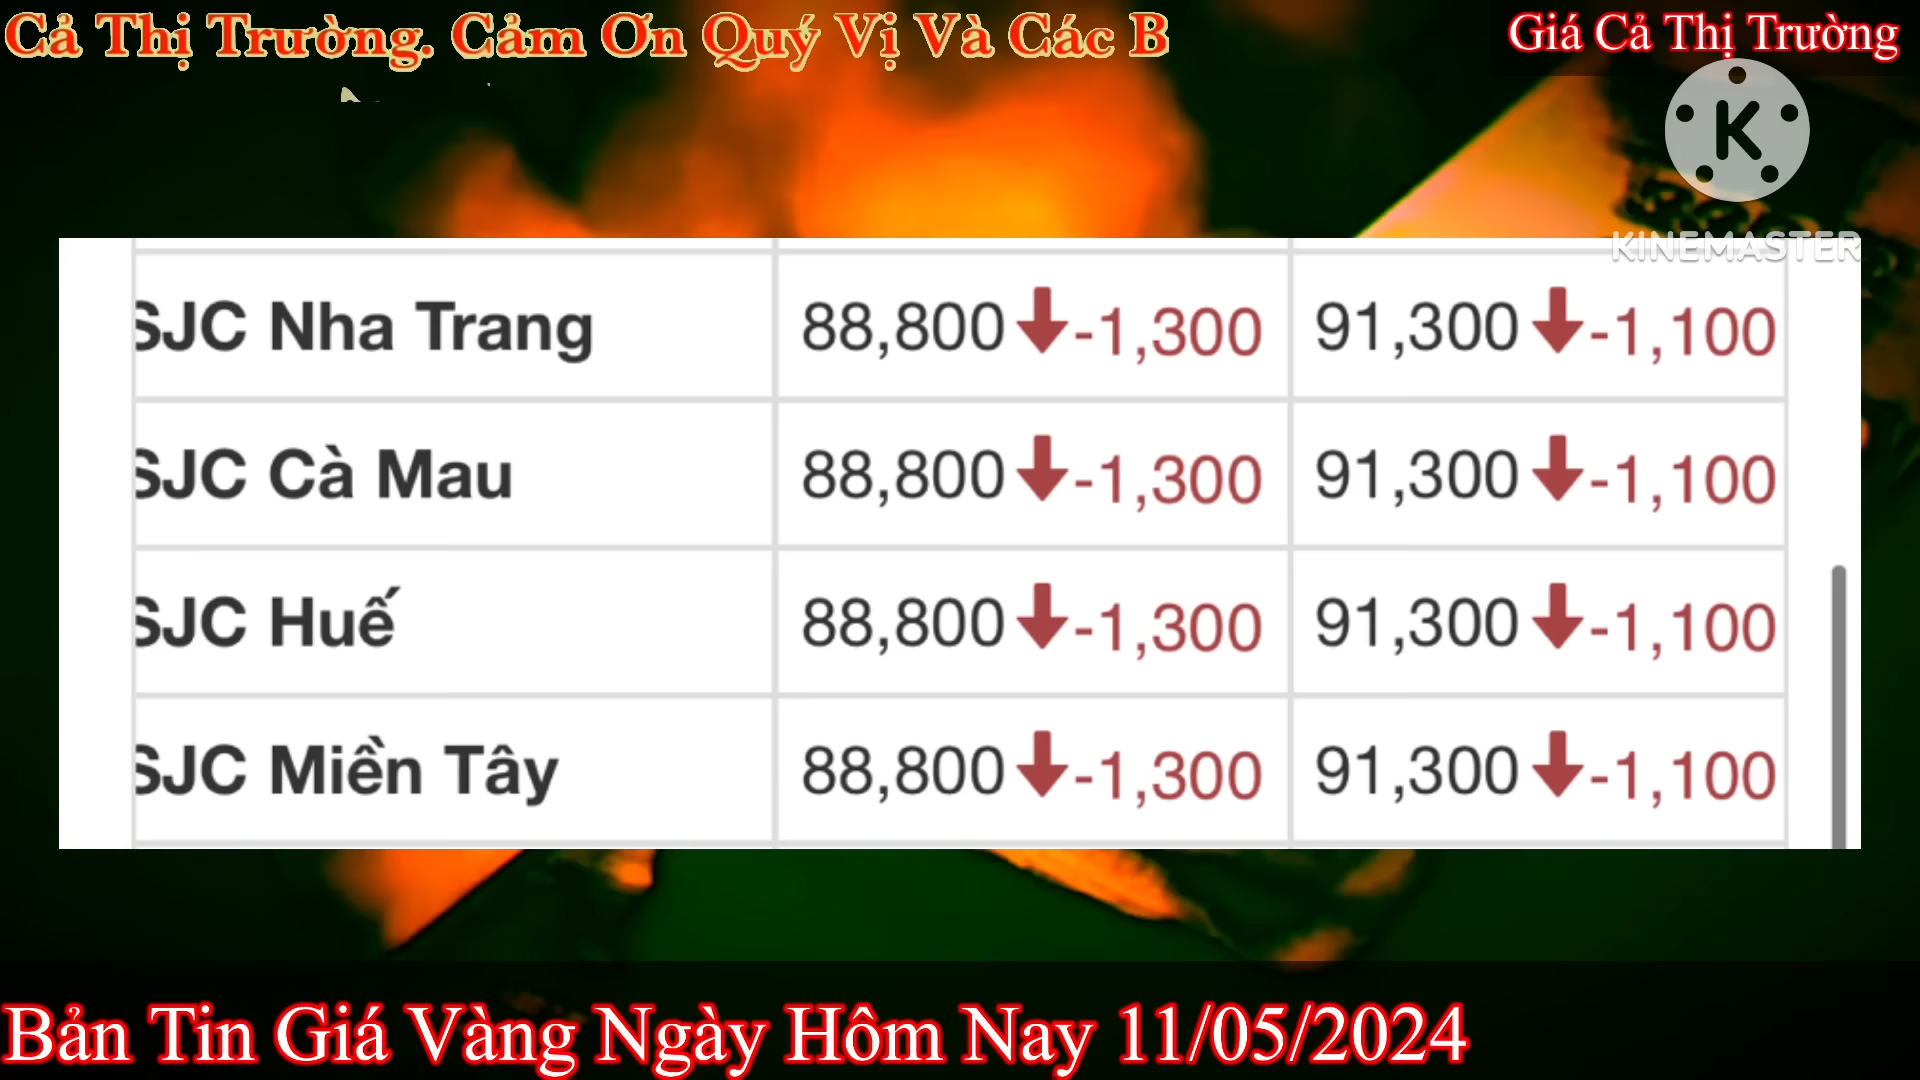 Cả Thị Trường. Cảm Ơn Quý Vị Và Các B
Giá Cả Thị Trường
K
KINEMASTER
SJC Nha Trang 88,800 -1,300 91,300 -1,100
SJC Cà Mau 88,800 -1,300 91,300 -1,100
SJC Huế 88,800 -1,300 91,300 -1,100
SJC Miền Tây 88,800 -1,300 91,300 -1,100
Bản Tin Giá Vàng Ngày Hôm Nay 11/05/2024